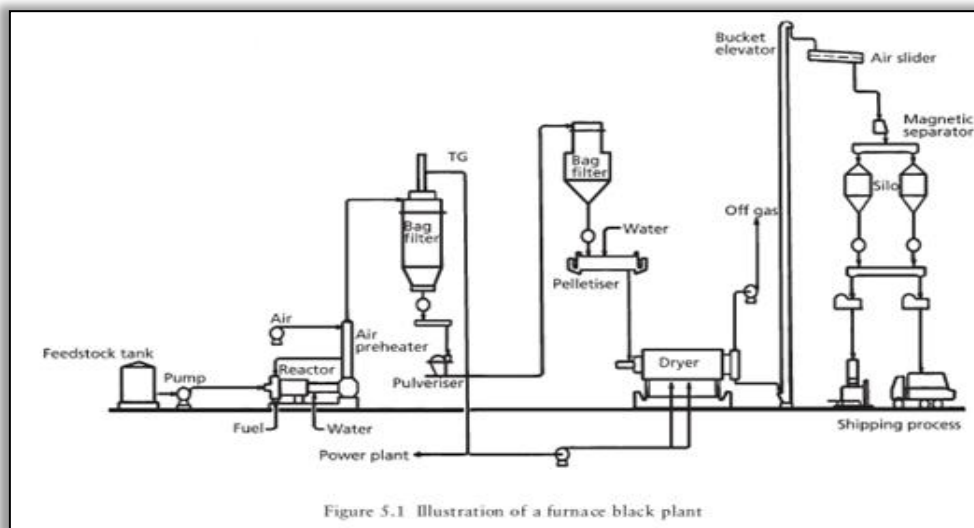 Bucket
elevator
Air slider
Magnetic
separator
TG
Bag
filter
Silo
Off gas
Water
Bag
filter
Pelletiser
Air
Air
preheater
Feedstock tank
Reactor
Dryer
Pump
Pulveriser
Fuel
Water
Shipping process
Power plant
Figure 5.1 Illustration of a furnace black plant